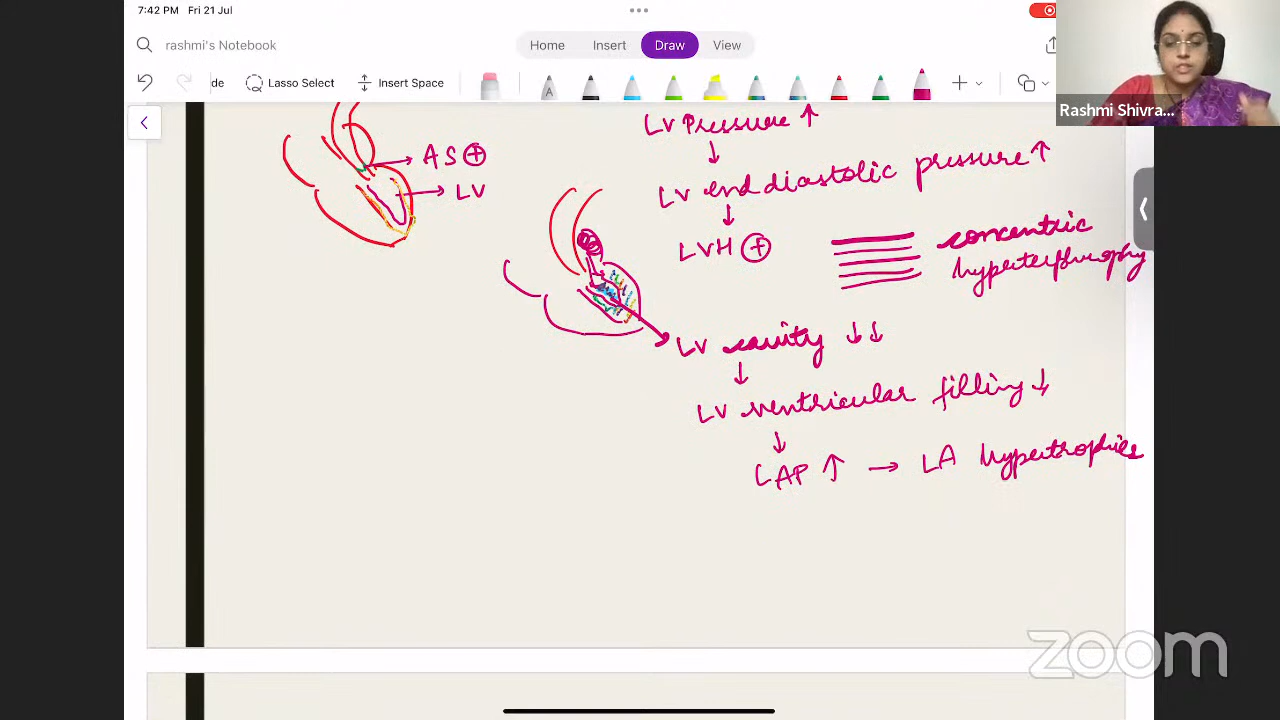 7:42 PM Fri 21 Jul
rashmi's Notebook
Home Insert Draw View
de Lasso Select Insert Space
Rashmi Shivra...
LV Pressure ↑
↓
LV end diastolic pressure ↑
↓
LVH ⊕
AS ⊕
LV
concentric
LV cavity ↓↓
↓
LV ventricular filling ↓
↓
LAP ↑ → LA hypertrophies
zoom